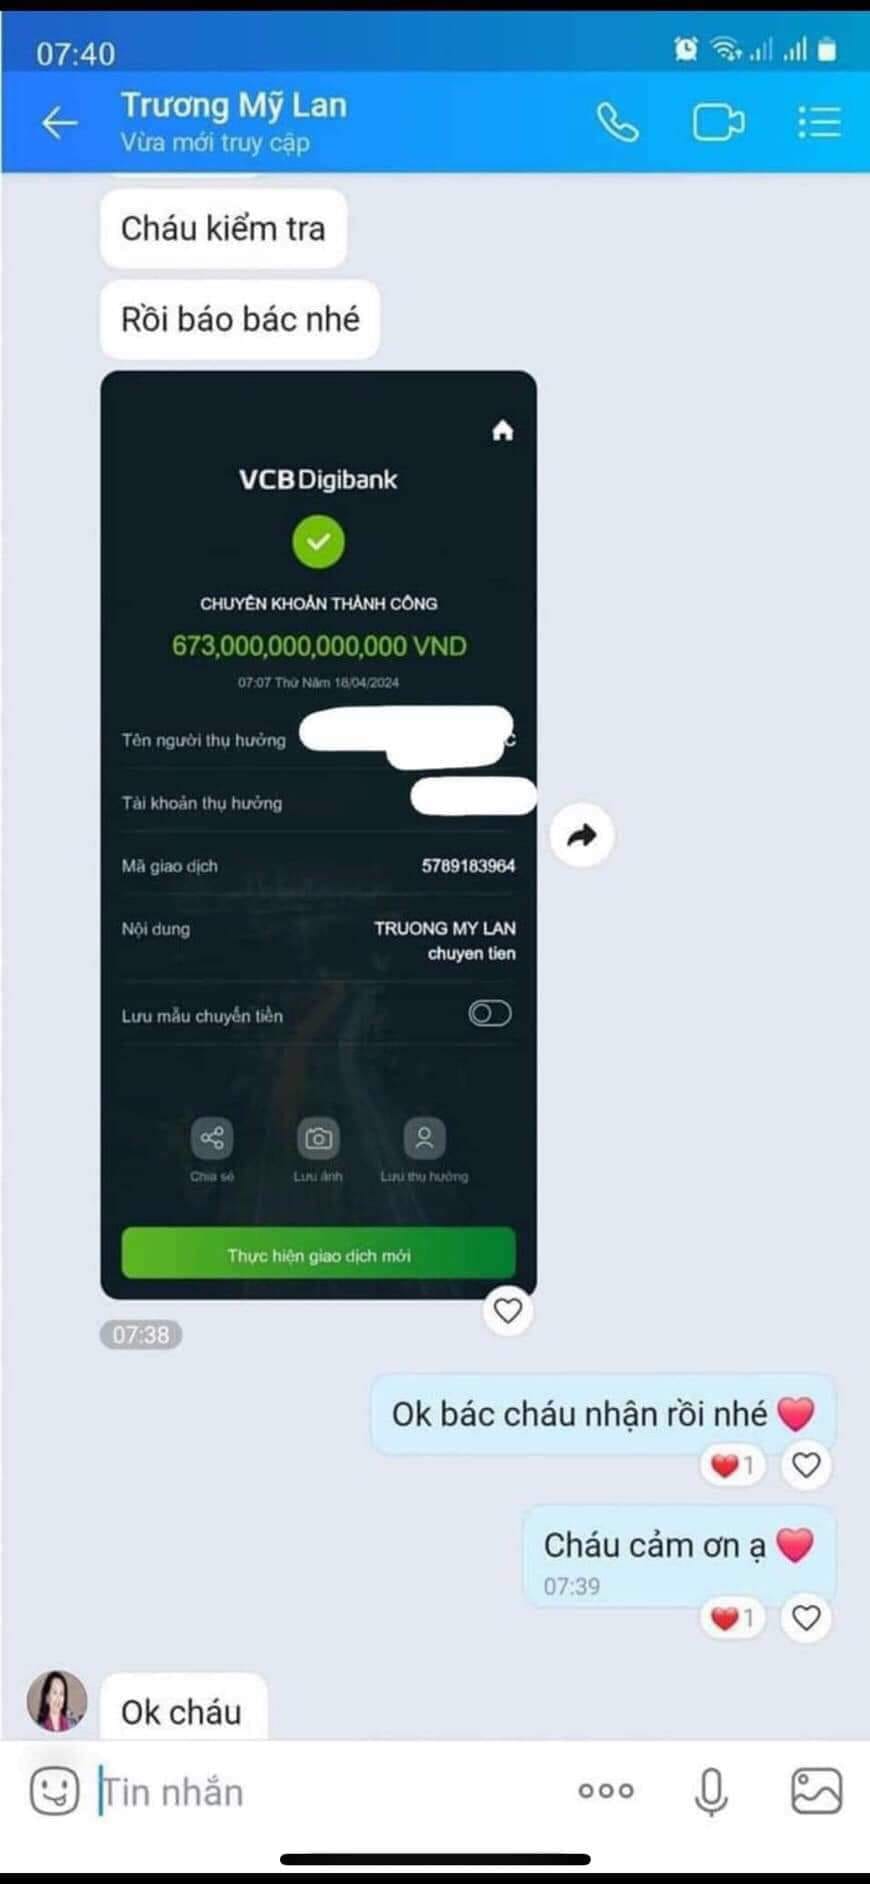 07:40
Trương Mỹ Lan
Vừa mới truy cập
Cháu kiểm tra
Rồi báo bác nhé
VCBDigibank
CHUYỂN KHOẢN THÀNH CÔNG
673,000,000,000,000 VND
07:07 Thứ Năm 18/04/2024
Tên người thụ hưởng
C
Tài khoản thụ hưởng
Mã giao dịch 5789183964
Nội dung TRUONG MY LAN
chuyen tien
Lưu mẫu chuyển tiền
Chia sẻ Lưu ảnh Lưu thụ hưởng
Thực hiện giao dịch mới
07:38
Ok bác cháu nhận rồi nhé ❤️
❤️ 1
Cháu cảm ơn ạ ❤️
07:39
❤️ 1
Ok cháu
Tin nhắn